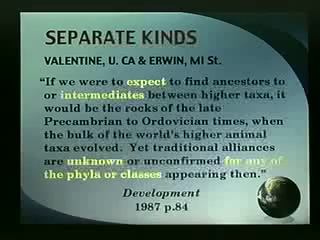 SEPARATE KINDS
VALENTINE, U. CA & ERWIN, MI St.
“If we were to expect to find ancestors to
or intermediates between higher taxa, it
would be the rocks of the late
Precambrian to Ordovician times, when
the bulk of the world's higher animal
taxa evolved. Yet traditional alliances
are unknown or unconfirmed for any of
the phyla or classes appearing then.”
Development
1987 p.84